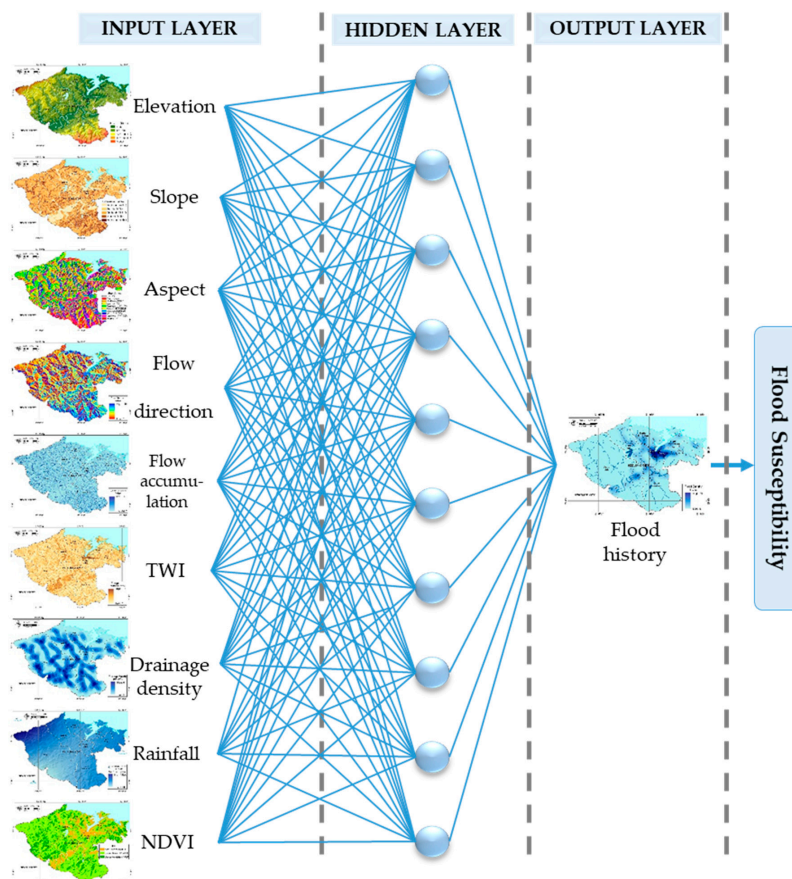 INPUT LAYER
HIDDEN LAYER
OUTPUT LAYER
Elevation
Slope
Aspect
Flow
direction
Flow
accumu-
lation
TWI
Drainage
density
Rainfall
NDVI
Flood
history
Flood Susceptibility